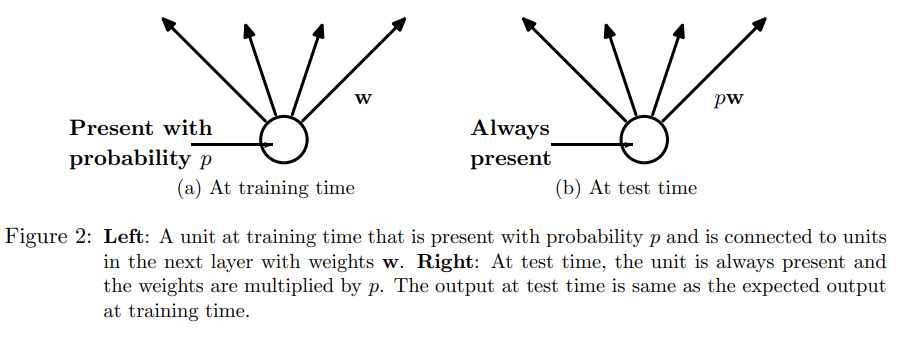 w
Present with
probability p
(a) At training time
pw
Always
present
(b) At test time
Figure 2: Left: A unit at training time that is present with probability p and is connected to units
in the next layer with weights w. Right: At test time, the unit is always present and
the weights are multiplied by p. The output at test time is same as the expected output
at training time.